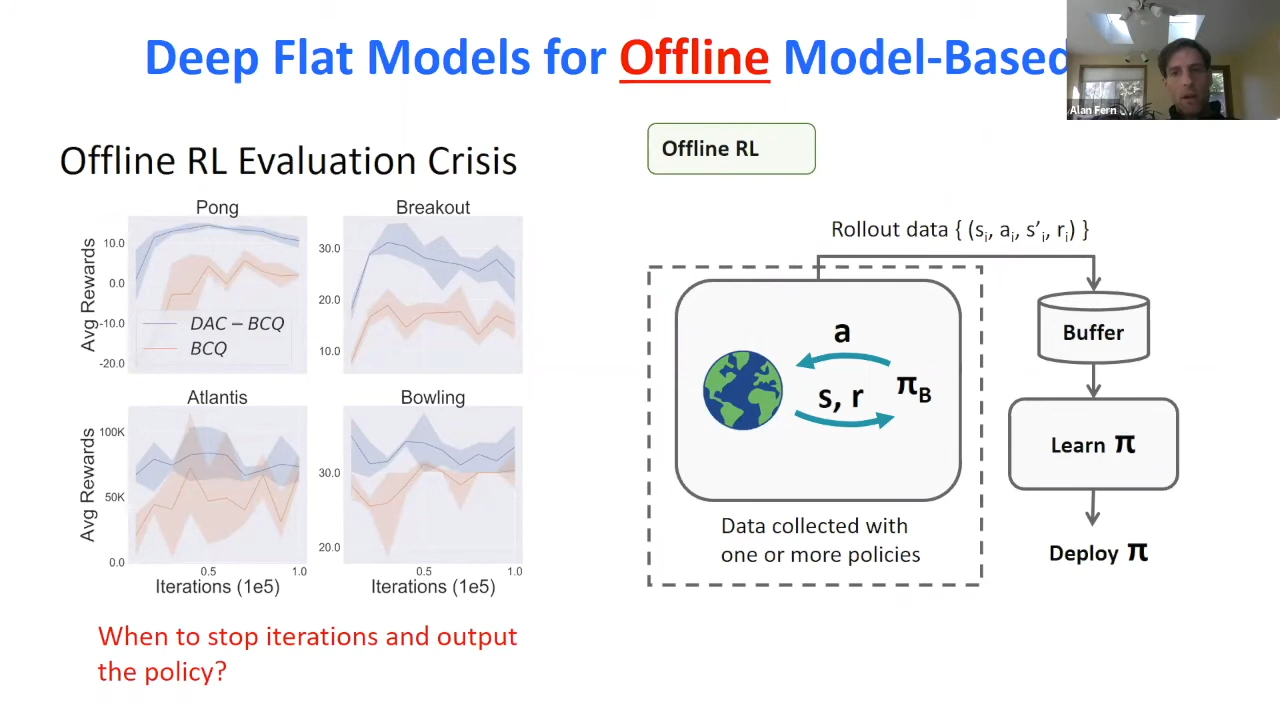 Deep Flat Models for Offline Model-Based
Alan Fern
Offline RL Evaluation Crisis
Offline RL
Pong
Breakout
Avg Rewards
10.0
0.0
-10.0
-20.0
DAC – BCQ
BCQ
30.0
20.0
10.0
Atlantis
Bowling
Avg Rewards
100K
50K
0.0
0.5
1.0
Iterations (1e5)
30.0
20.0
0.5
1.0
Iterations (1e5)
When to stop iterations and output
the policy?
Rollout data { (si, ai, s'i, ri) }
a
s, r
πB
Data collected with
one or more policies
Buffer
Learn π
Deploy π